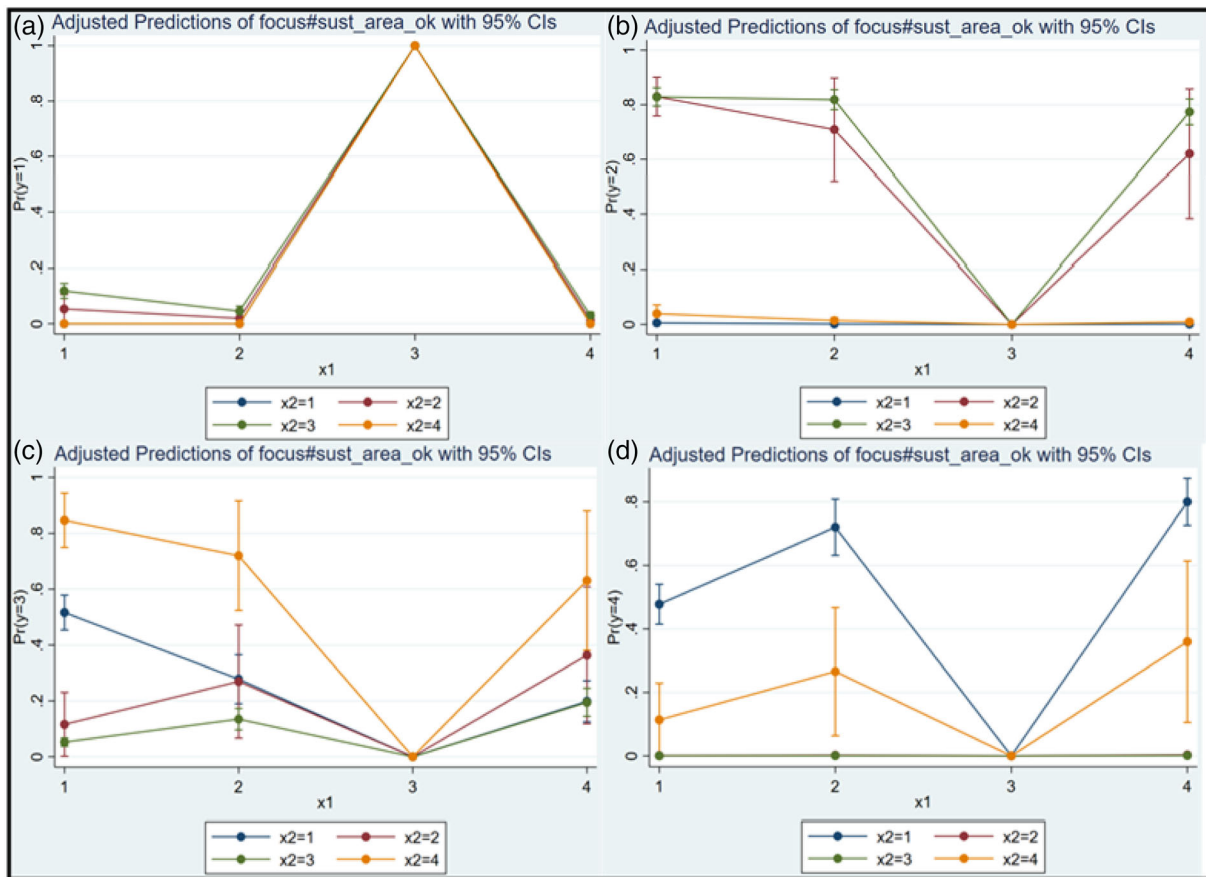 (a) Adjusted Predictions of focus#sust_area_ok with 95% CIs
Pr(y=1)
1
.8
.6
.4
.2
0
1 2 3 4
x1
x2=1 x2=2
x2=3 x2=4
(b) Adjusted Predictions of focus#sust_area_ok with 95% CIs
Pr(y=2)
1
.8
.6
.4
.2
0
1 2 3 4
x1
x2=1 x2=2
x2=3 x2=4
(c) Adjusted Predictions of focus#sust_area_ok with 95% CIs
Pr(y=3)
1
.8
.6
.4
.2
0
1 2 3 4
x1
x2=1 x2=2
x2=3 x2=4
(d) Adjusted Predictions of focus#sust_area_ok with 95% CIs
Pr(y=4)
.8
.6
.4
.2
0
1 2 3 4
x1
x2=1 x2=2
x2=3 x2=4